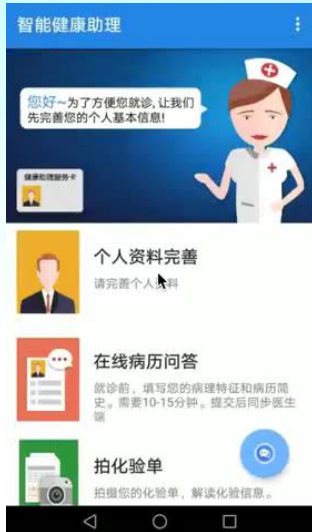 智能健康助理
您好~为了方便您就诊,让我们
先完善您的个人基本信息!
健康助理服务卡
个人资料完善
请完善个人资料
在线病历问答
就诊前，填写您的病理特征和病历简
史。需要10-15分钟。提交后同步医生
端
拍化验单
拍摄您的化验单，解读化验信息。